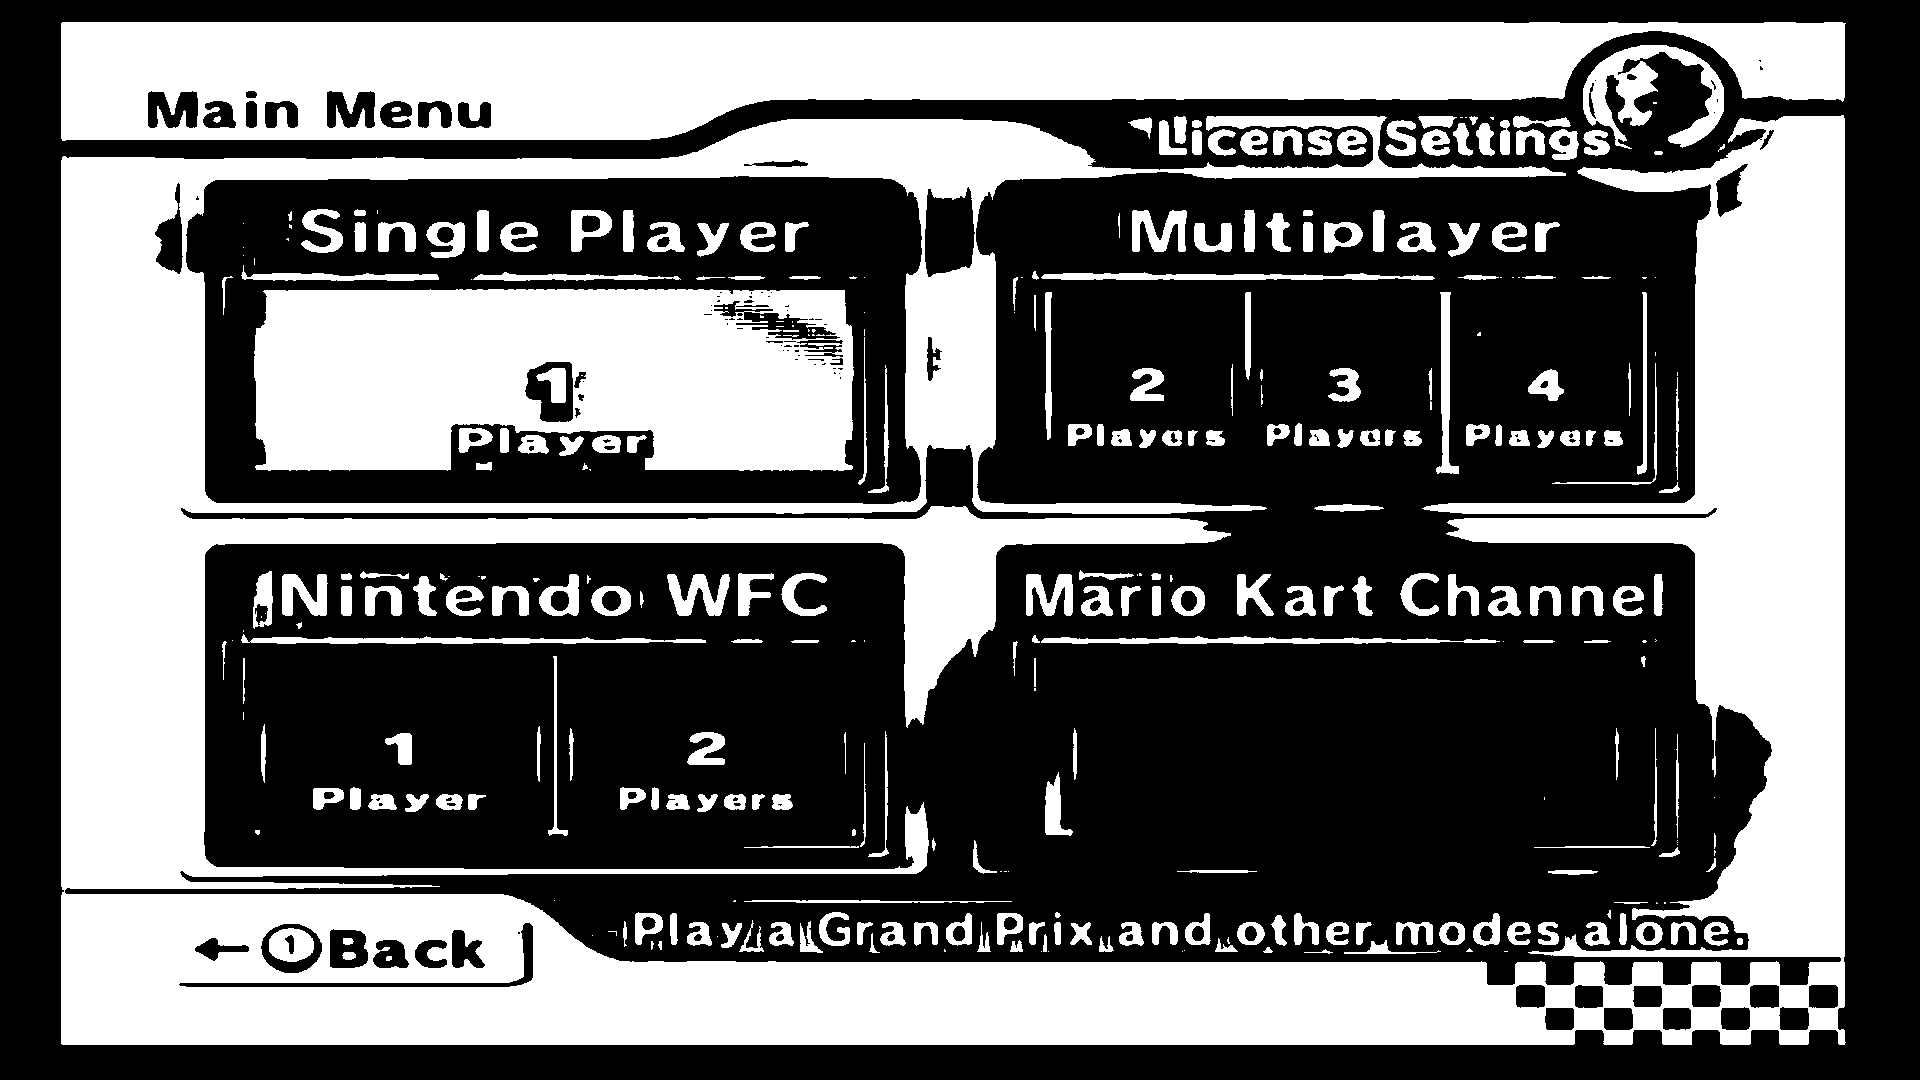 Main Menu
License Settings
Single Player
1
Player
Multiplayer
2
Players
3
Players
4
Players
Nintendo WFC
1
Player
2
Players
Mario Kart Channel
← 1 Back
Play a Grand Prix and other modes alone.